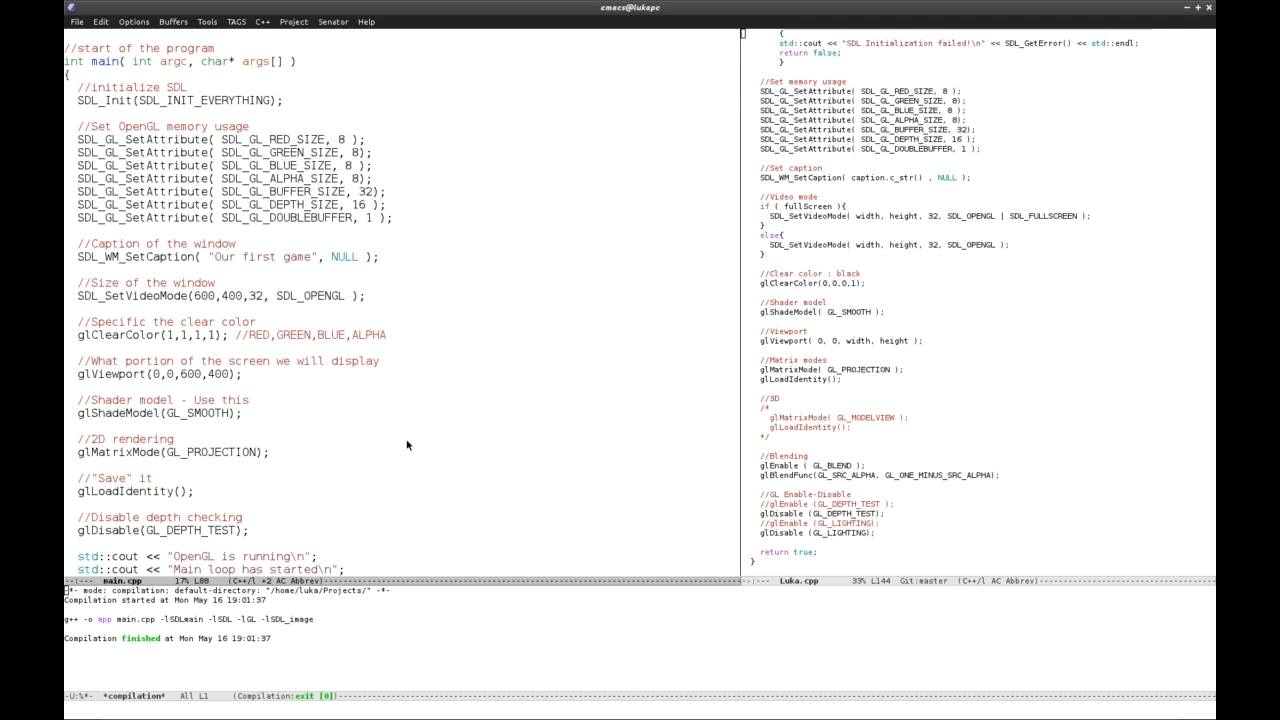 emacs@lukapc
File Edit Options Buffers Tools TAGS C++ Project Senator Help
//start of the program
int main( int argc, char* args[] )
{
//initialize SDL
SDL_Init(SDL_INIT_EVERYTHING);
//Set OpenGL memory usage
SDL_GL_SetAttribute( SDL_GL_RED_SIZE, 8 );
SDL_GL_SetAttribute( SDL_GL_GREEN_SIZE, 8);
SDL_GL_SetAttribute( SDL_GL_BLUE_SIZE, 8 );
SDL_GL_SetAttribute( SDL_GL_ALPHA_SIZE, 8);
SDL_GL_SetAttribute( SDL_GL_BUFFER_SIZE, 32);
SDL_GL_SetAttribute( SDL_GL_DEPTH_SIZE, 16 );
SDL_GL_SetAttribute( SDL_GL_DOUBLEBUFFER, 1 );
//Caption of the window
SDL_WM_SetCaption( "Our first game", NULL );
//Size of the window
SDL_SetVideoMode(600,400,32, SDL_OPENGL );
//Specific the clear color
glClearColor(1,1,1,1); //RED,GREEN,BLUE,ALPHA
//What portion of the screen we will display
glViewport(0,0,600,400);
//Shader model - Use this
glShadeModel(GL_SMOOTH);
//2D rendering
glMatrixMode(GL_PROJECTION);
//"Save" it
glLoadIdentity();
//Disable depth checking
glDisable(GL_DEPTH_TEST);
std::cout << "OpenGL is running\n";
std::cout << "Main loop has started\n";
--:--- main.cpp 17% L88 (C++/l +2 AC Abbrev)
{
std::cout << "SDL Initialization failed!\n" << SDL_GetError() << std::endl;
return false;
}
//Set memory usage
SDL_GL_SetAttribute( SDL_GL_RED_SIZE, 8 );
SDL_GL_SetAttribute( SDL_GL_GREEN_SIZE, 8);
SDL_GL_SetAttribute( SDL_GL_BLUE_SIZE, 8 );
SDL_GL_SetAttribute( SDL_GL_ALPHA_SIZE, 8);
SDL_GL_SetAttribute( SDL_GL_BUFFER_SIZE, 32);
SDL_GL_SetAttribute( SDL_GL_DEPTH_SIZE, 16 );
SDL_GL_SetAttribute( SDL_GL_DOUBLEBUFFER, 1 );
//Set caption
SDL_WM_SetCaption( caption.c_str() , NULL );
//Video mode
if ( fullScreen ){
SDL_SetVideoMode( width, height, 32, SDL_OPENGL | SDL_FULLSCREEN );
}
else{
SDL_SetVideoMode( width, height, 32, SDL_OPENGL );
}
//Clear color : black
glClearColor(0,0,0,1);
//Shader model
glShadeModel( GL_SMOOTH );
//Viewport
glViewport( 0, 0, width, height );
//Matrix modes
glMatrixMode( GL_PROJECTION );
glLoadIdentity();
//3D
/*
glMatrixMode( GL_MODELVIEW );
glLoadIdentity();
*/
//Blending
glEnable ( GL_BLEND );
glBlendFunc(GL_SRC_ALPHA, GL_ONE_MINUS_SRC_ALPHA);
//GL Enable-Disable
//glEnable (GL_DEPTH_TEST );
glDisable (GL_DEPTH_TEST);
//glEnable (GL_LIGHTING);
glDisable (GL_LIGHTING);
return true;
}
--:--- Luka.cpp 33% L144 Git:master (C++/l AC Abbrev)
-*- mode: compilation; default-directory: "/home/luka/Projects/" -*-
Compilation started at Mon May 16 19:01:37
g++ -o app main.cpp -lSDLmain -lSDL -lGL -lSDL_image
Compilation finished at Mon May 16 19:01:37
-U:%*- *compilation* All L1 (Compilation:exit [0])